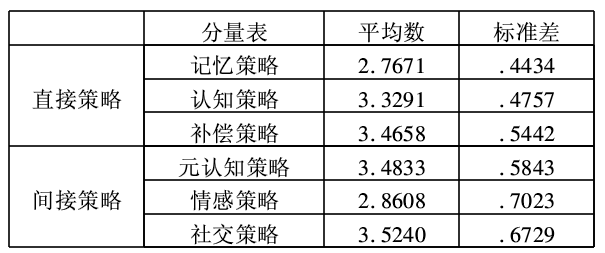 分量表 平均数 标准差
记忆策略 2.7671 .4434
直接策略 认知策略 3.3291 .4757
补偿策略 3.4658 .5442
元认知策略 3.4833 .5843
间接策略 情感策略 2.8608 .7023
社交策略 3.5240 .6729